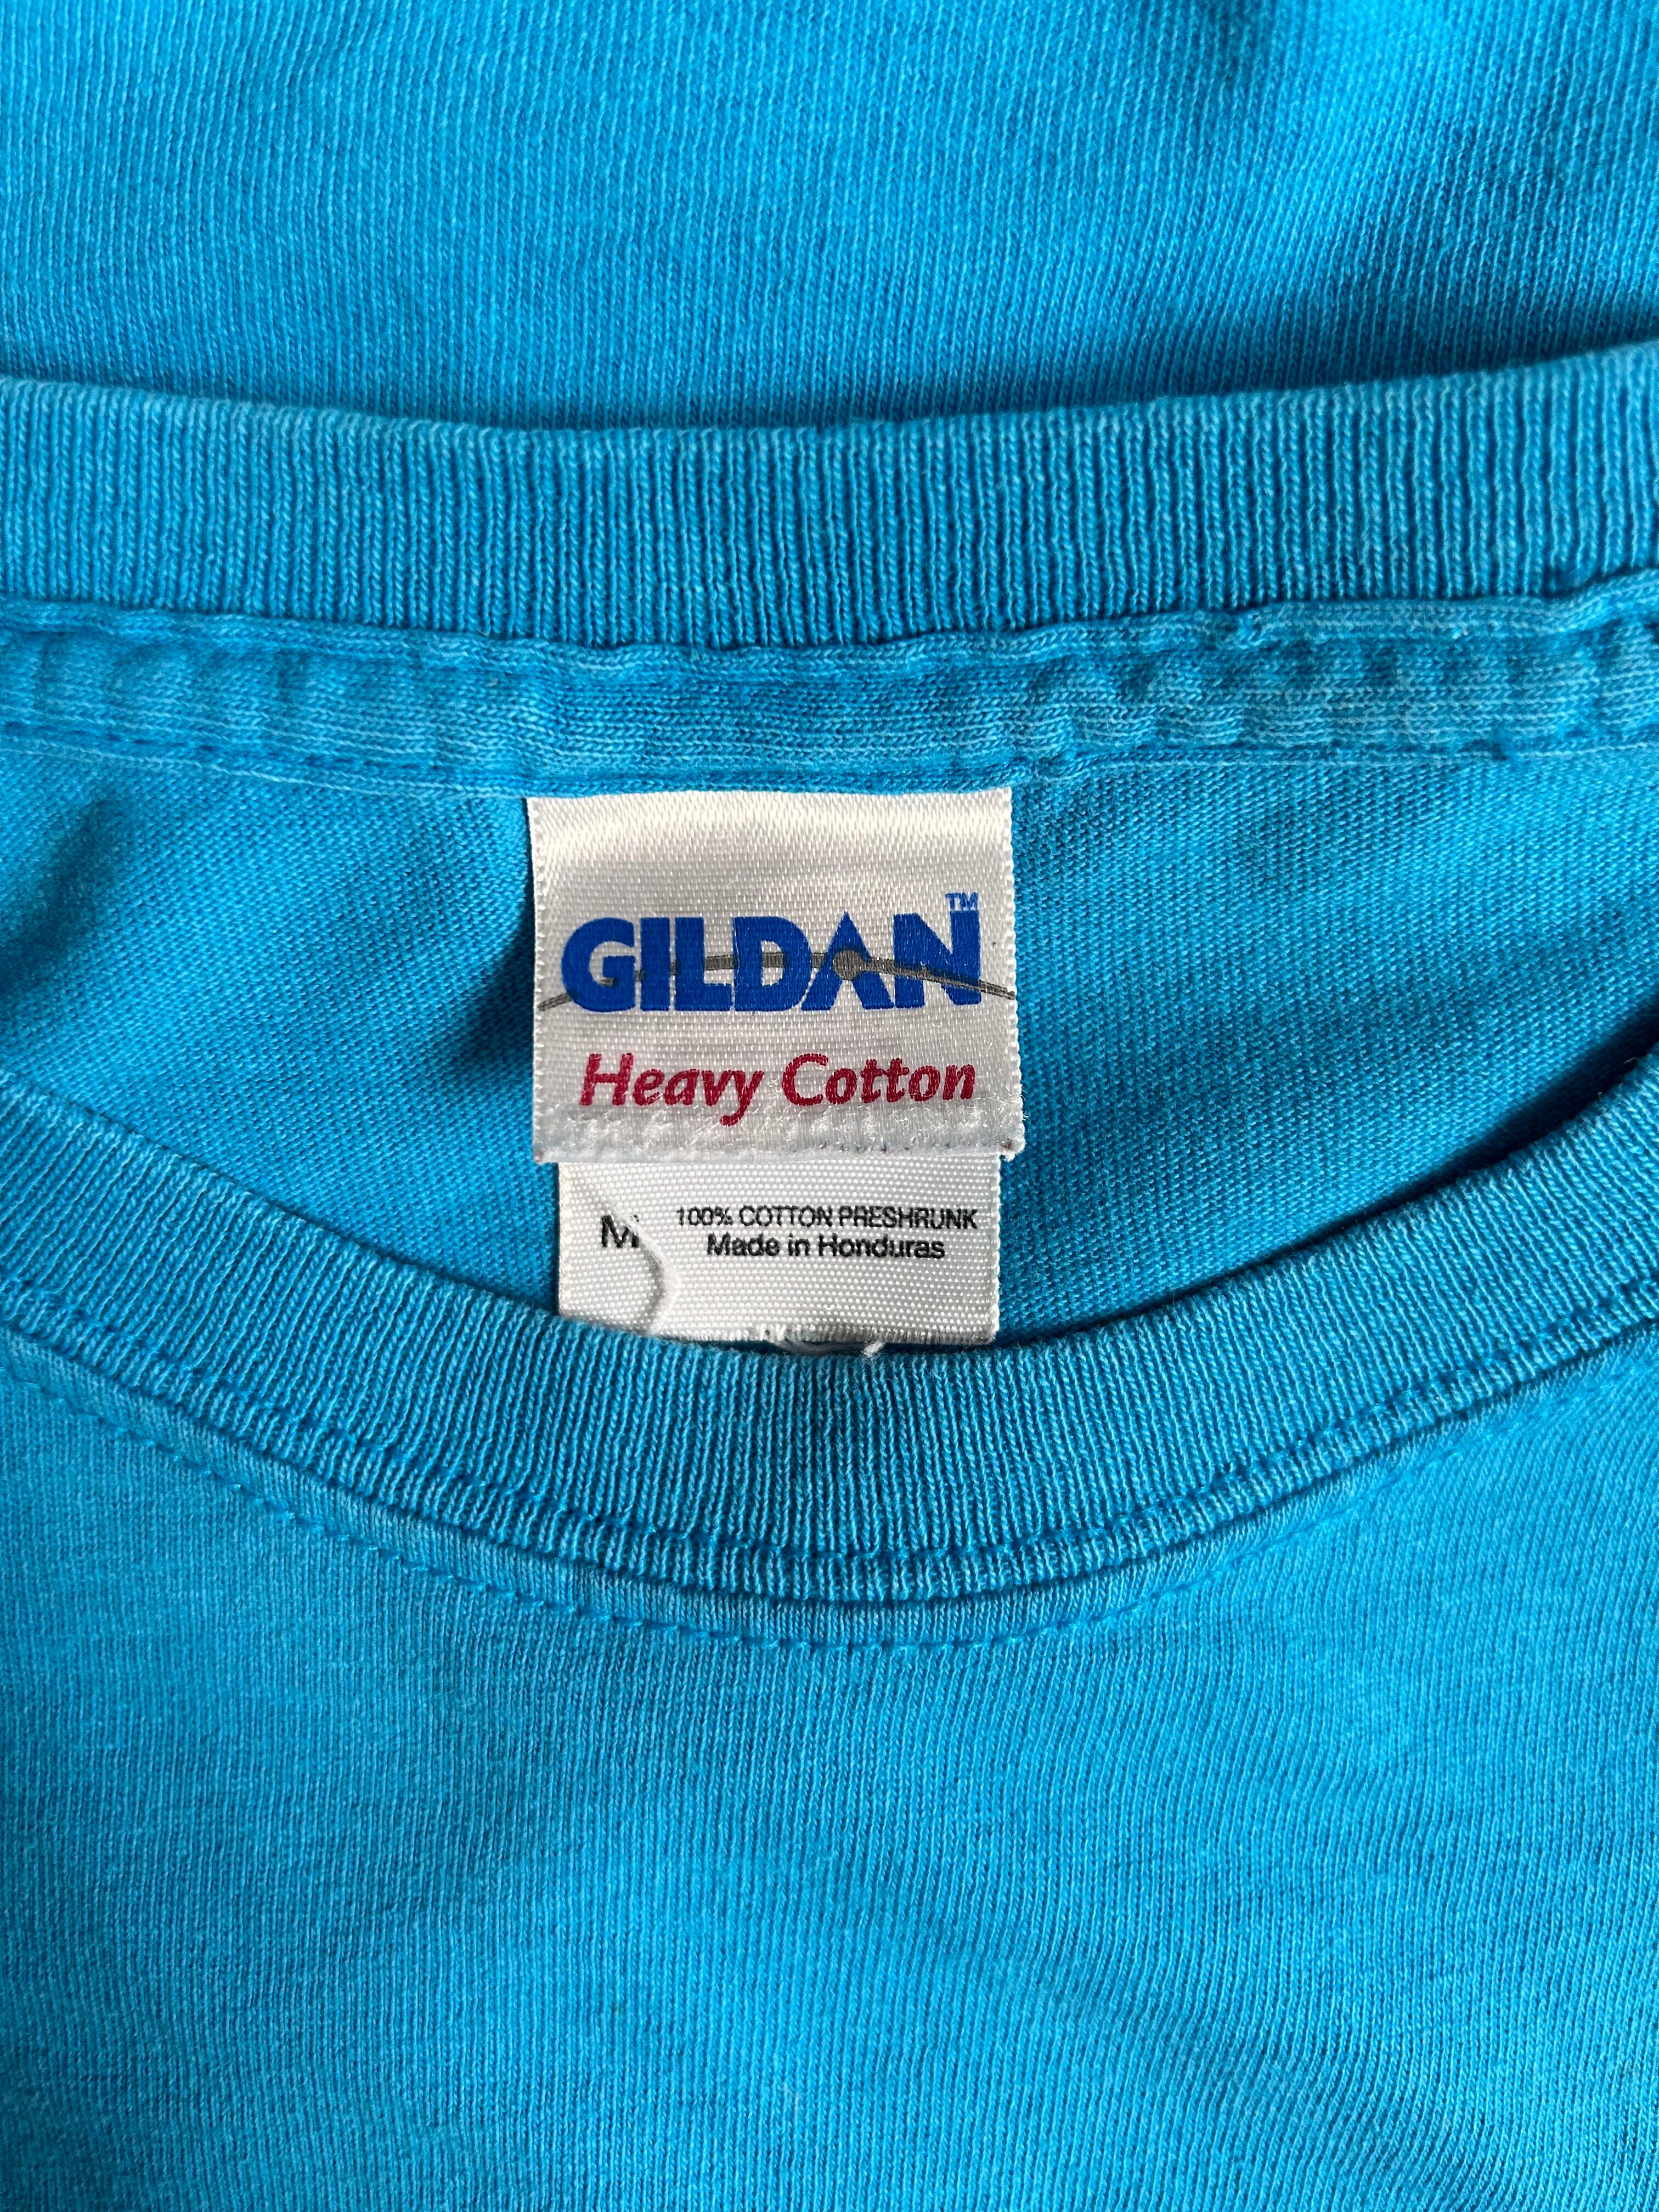 GILDAN™
Heavy Cotton
M 100% COTTON PRESHRUNK
Made in Honduras